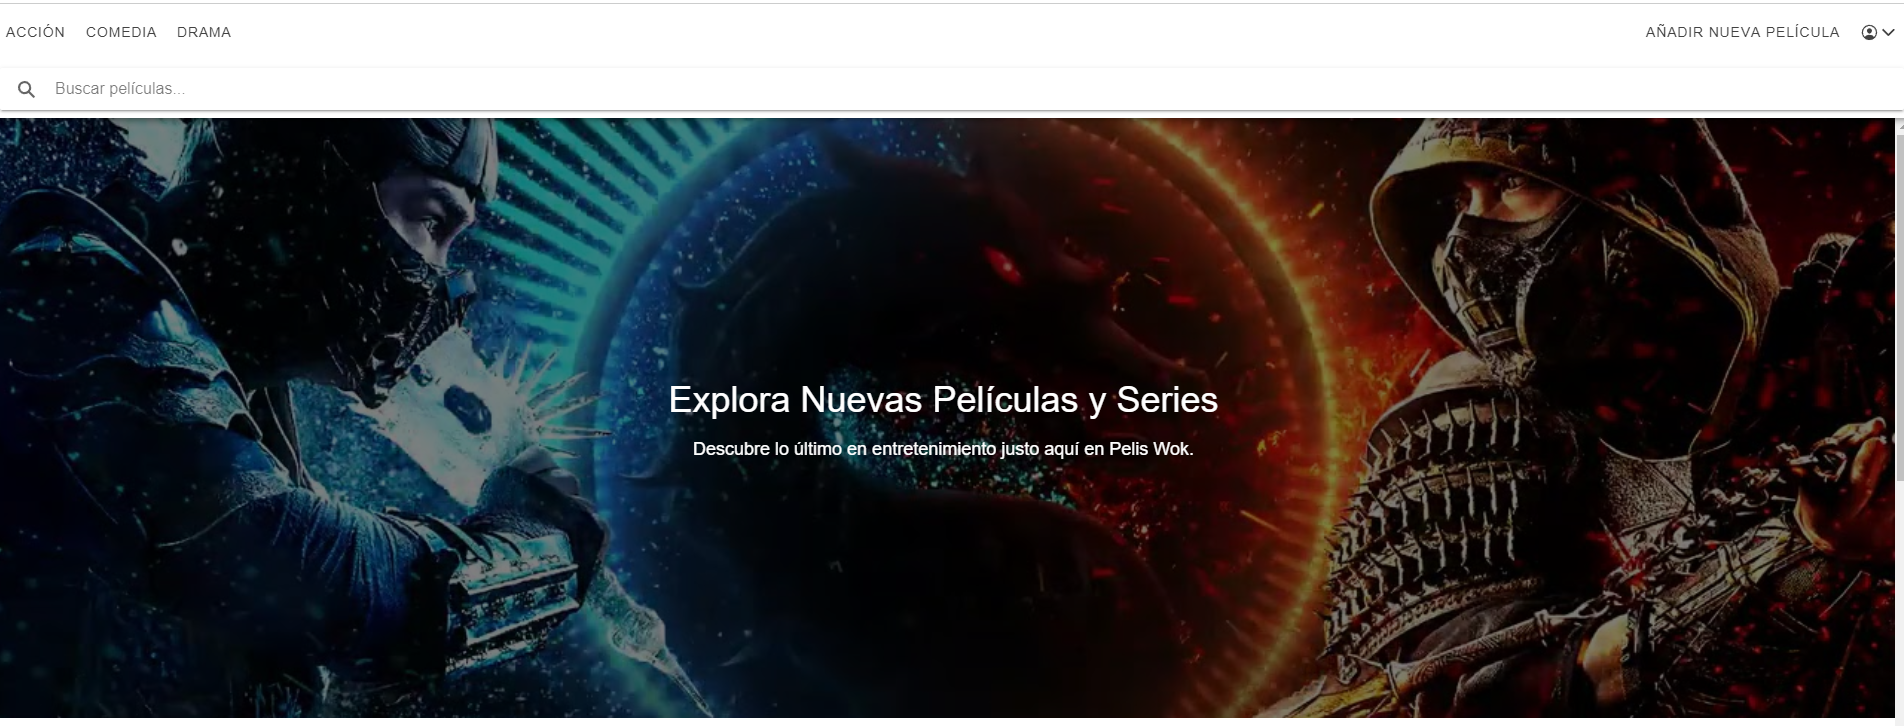 ACCIÓN COMEDIA DRAMA AÑADIR NUEVA PELÍCULA
Buscar películas...
Explora Nuevas Películas y Series
Descubre lo último en entretenimiento justo aquí en Pelis Wok.